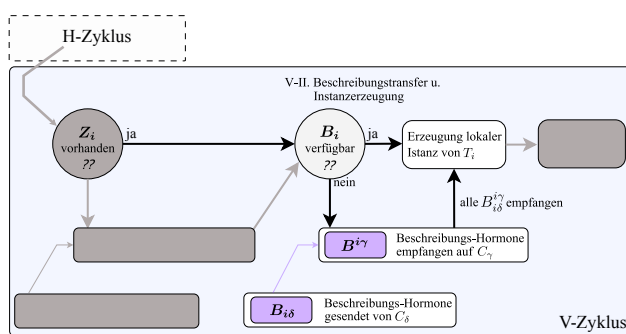 H-Zyklus
V-II. Beschreibungstransfer u.
Instanzerzeugung
Z_i
vorhanden
??
ja
B_i
verfügbar
??
ja
nein
Erzeugung lokaler
Istanz von T_i
alle B_{iδ}^{iγ} empfangen
B^{iγ}
Beschreibungs-Hormone
empfangen auf C_γ
B_{iδ}
Beschreibungs-Hormone
gesendet von C_δ
V-Zyklus